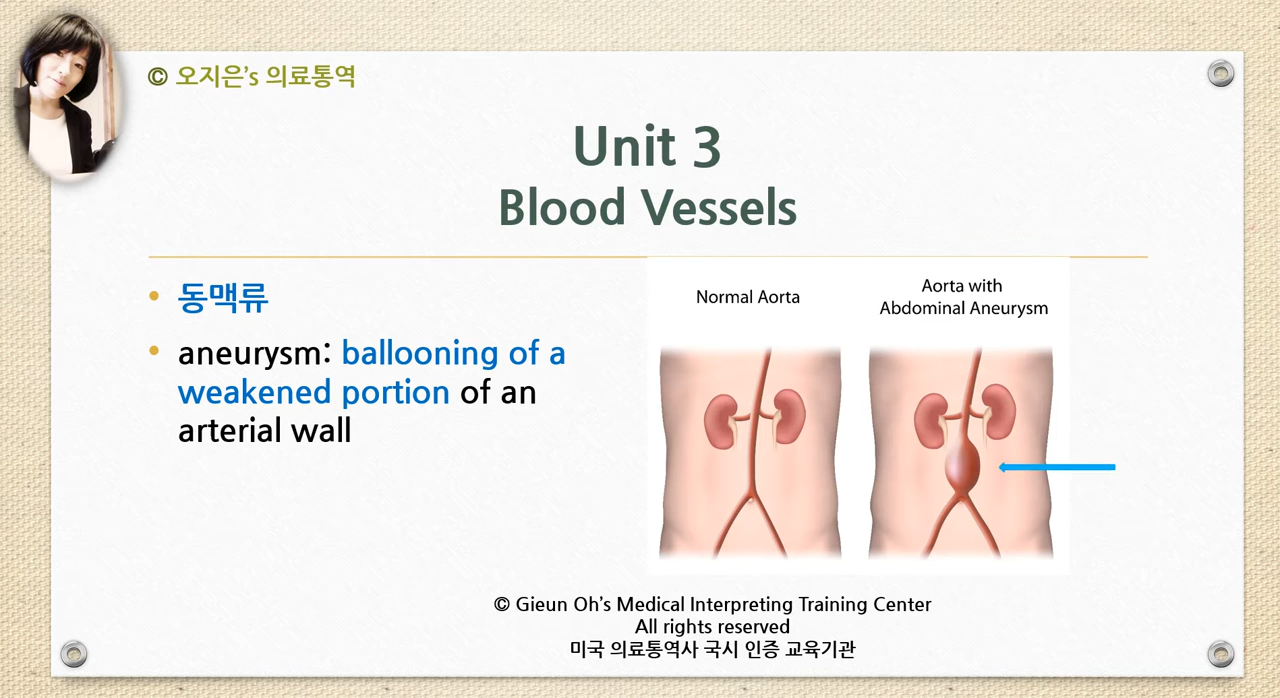 © 오지은's 의료통역
Unit 3
Blood Vessels
• 동맥류
• aneurysm: ballooning of a
weakened portion of an
arterial wall
Normal Aorta
Aorta with
Abdominal Aneurysm
© Gieun Oh's Medical Interpreting Training Center
All rights reserved
미국 의료통역사 국시 인증 교육기관